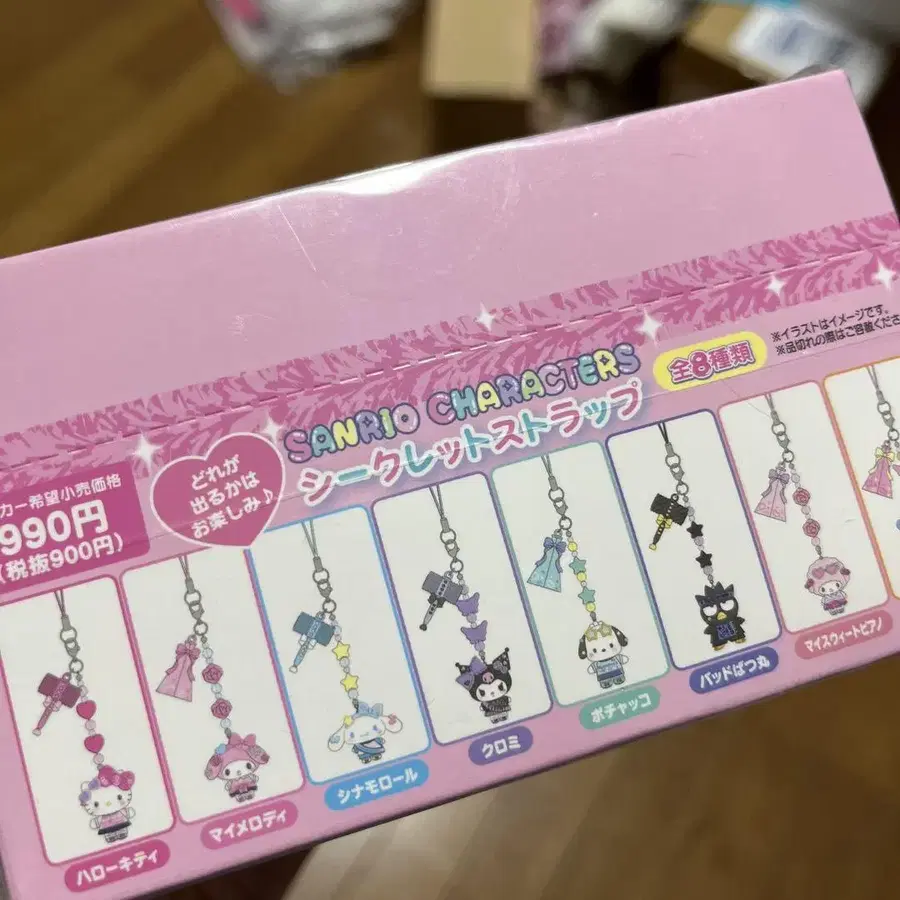 SANRIO CHARACTERS
シークレットストラップ
全8種類
※イラストはイメージです。
※品切れの際はご容赦くださ
カー希望小売価格
990円
(税抜900円)
どれが
出るかは
お楽しみ♪
ハローキティ
マイメロディ
シナモロール
クロミ
ポチャッコ
バッドばつ丸
マイスウィートピアノ